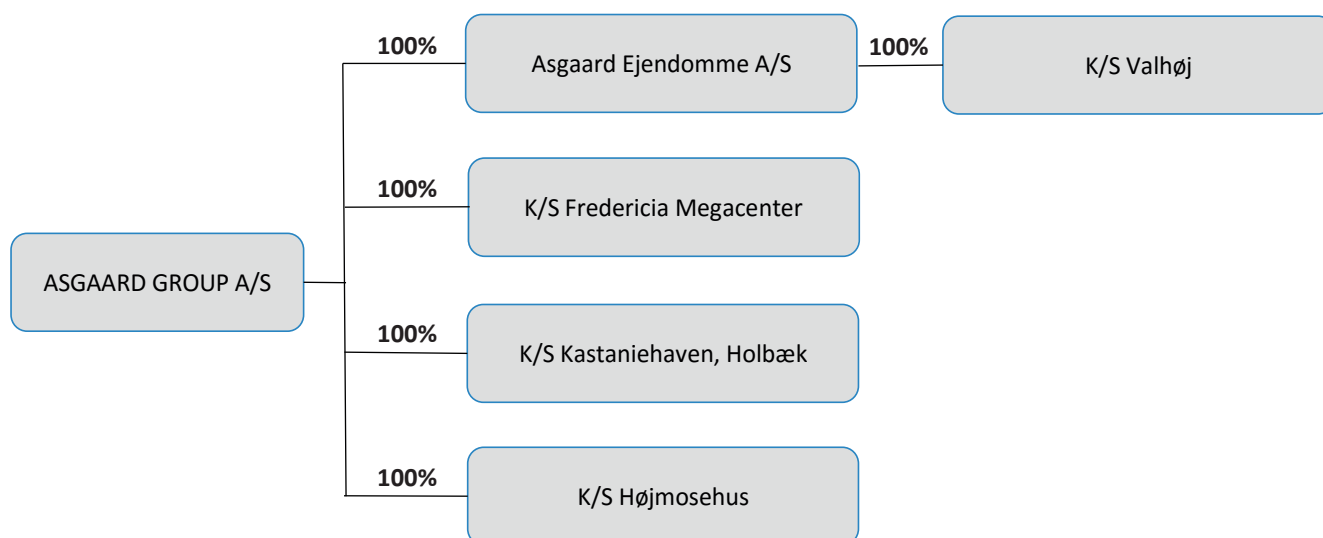 100%
Asgaard Ejendomme A/S
100%
K/S Valhøj
100%
K/S Fredericia Megacenter
ASGAARD GROUP A/S
100%
K/S Kastaniehaven, Holbæk
100%
K/S Højmosehus